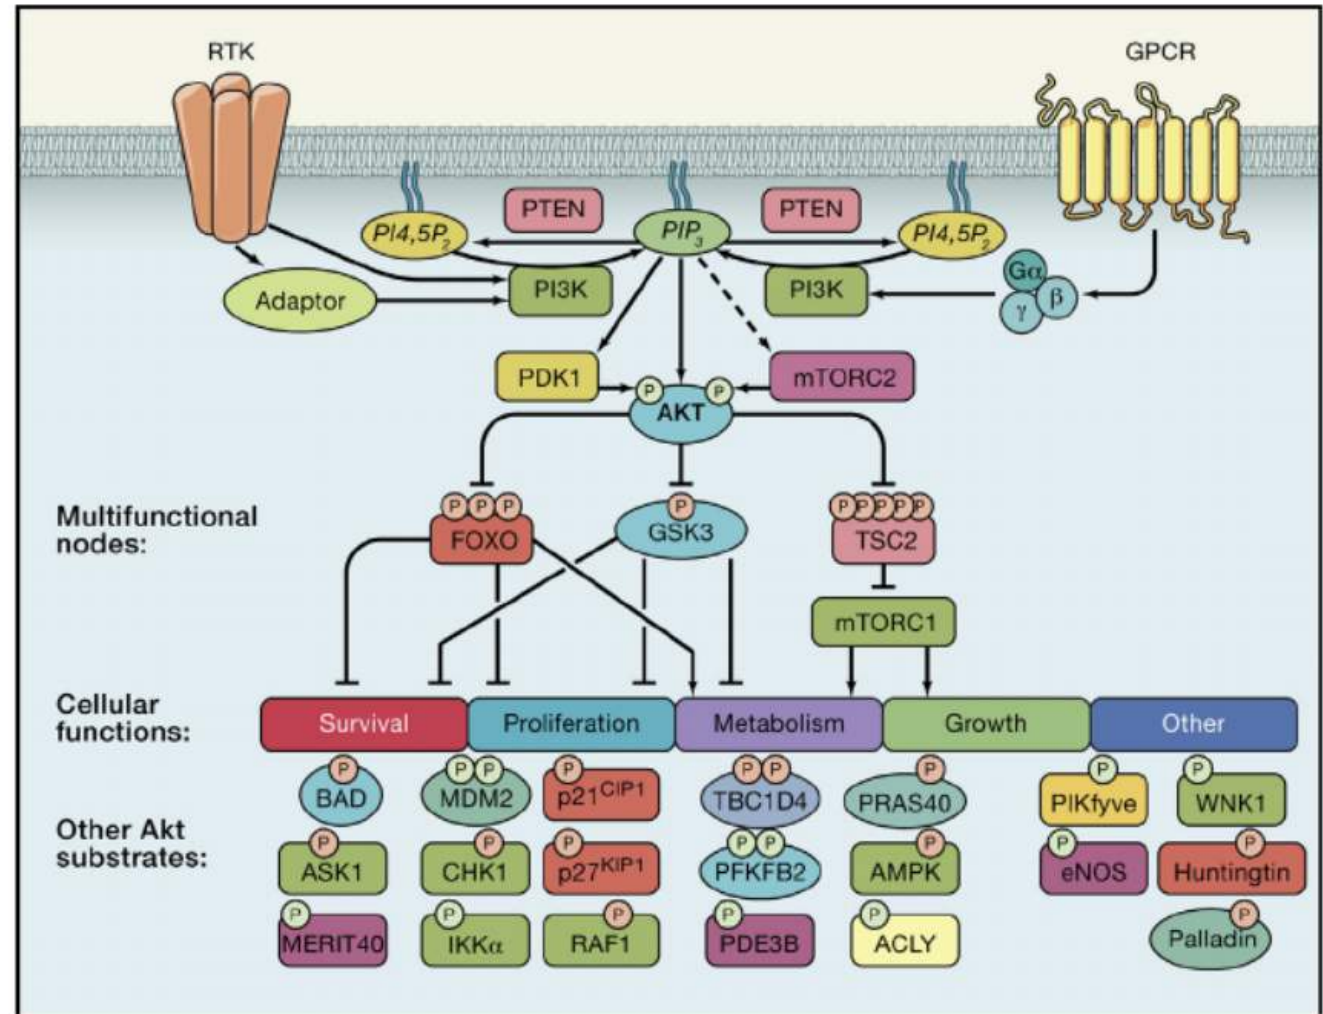 RTK
GPCR
PTEN
PTEN
PI4,5P2
PIP3
PI4,5P2
Adaptor
PI3K
PI3K
Gα
β
γ
PDK1
mTORC2
P
P
AKT
Multifunctional
nodes:
P P P
FOXO
P
GSK3
P P P P P
TSC2
mTORC1
Cellular
functions:
Survival
Proliferation
Metabolism
Growth
Other
Other Akt
substrates:
P
BAD
P P
MDM2
P
p21CIP1
P P
TBC1D4
P
PRAS40
P
PIKfyve
P
WNK1
P
ASK1
P
CHK1
P
p27KIP1
P P
PFKFB2
P
AMPK
P
eNOS
P
Huntingtin
P
MERIT40
P
IKKα
P
RAF1
P
PDE3B
P
ACLY
P
Palladin